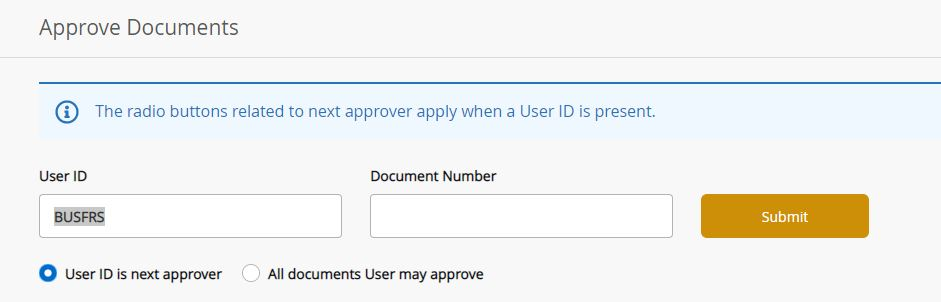 Approve Documents
The radio buttons related to next approver apply when a User ID is present.
User ID
Document Number
BUSFRS
Submit
User ID is next approver
All documents User may approve